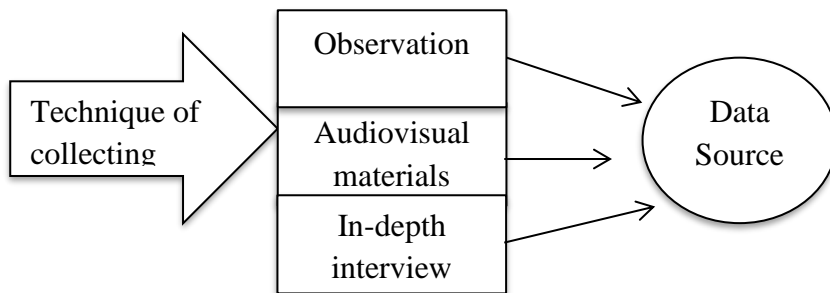 Technique of
collecting
Observation
Audiovisual
materials
In-depth
interview
Data
Source